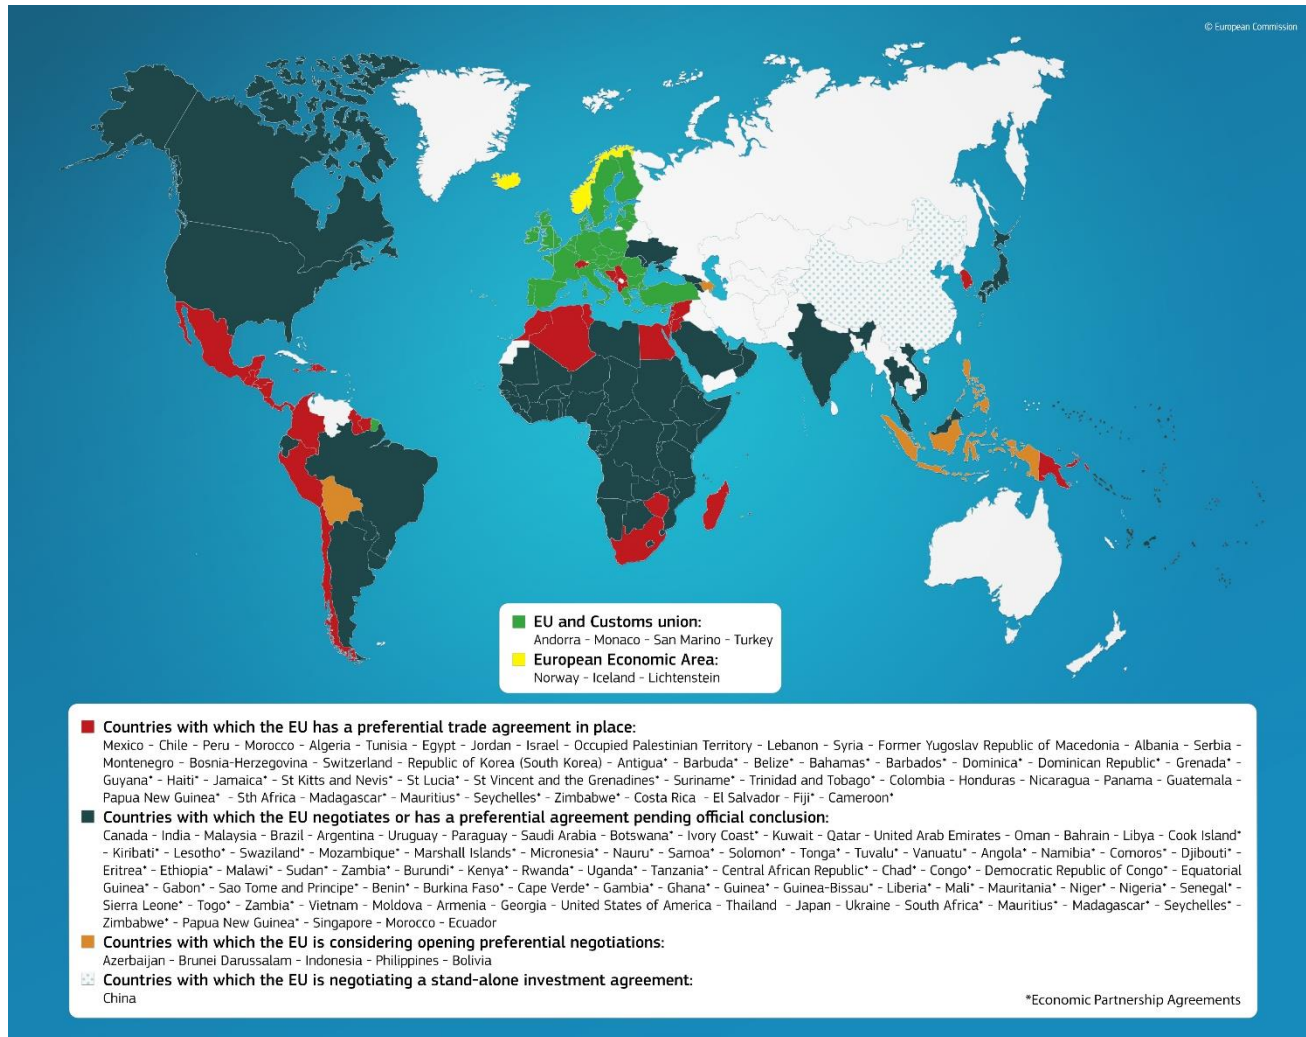 © European Commission
EU and Customs union:
Andorra - Monaco - San Marino - Turkey
European Economic Area:
Norway - Iceland - Lichtenstein
Countries with which the EU has a preferential trade agreement in place:
Mexico - Chile - Peru - Morocco - Algeria - Tunisia - Egypt - Jordan - Israel - Occupied Palestinian Territory - Lebanon - Syria - Former Yugoslav Republic of Macedonia - Albania - Serbia -
Montenegro - Bosnia-Herzegovina - Switzerland - Republic of Korea (South Korea) - Antigua* - Barbuda* - Belize* - Bahamas* - Barbados* - Dominica* - Dominican Republic* - Grenada* -
Guyana* - Haiti* - Jamaica* - St Kitts and Nevis* - St Lucia* - St Vincent and the Grenadines* - Suriname* - Trinidad and Tobago* - Colombia - Honduras - Nicaragua - Panama - Guatemala -
Papua New Guinea* - Sth Africa - Madagascar* - Mauritius* - Seychelles* - Zimbabwe* - Costa Rica - El Salvador - Fiji* - Cameroon*
Countries with which the EU negotiates or has a preferential agreement pending official conclusion:
Canada - India - Malaysia - Brazil - Argentina - Uruguay - Paraguay - Saudi Arabia - Botswana* - Ivory Coast* - Kuwait - Qatar - United Arab Emirates - Oman - Bahrain - Libya - Cook Island*
- Kiribati* - Lesotho* - Swaziland* - Mozambique* - Marshall Islands* - Micronesia* - Nauru* - Samoa* - Solomon* - Tonga* - Tuvalu* - Vanuatu* - Angola* - Namibia* - Comoros* - Djibouti* -
Eritrea* - Ethiopia* - Malawi* - Sudan* - Zambia* - Burundi* - Kenya* - Rwanda* - Uganda* - Tanzania* - Central African Republic* - Chad* - Congo* - Democratic Republic of Congo* - Equatorial
Guinea* - Gabon* - Sao Tome and Principe* - Benin* - Burkina Faso* - Cape Verde* - Gambia* - Ghana* - Guinea* - Guinea-Bissau* - Liberia* - Mali* - Mauritania* - Niger* - Nigeria* - Senegal* -
Sierra Leone* - Togo* - Zambia* - Vietnam - Moldova - Armenia - Georgia - United States of America - Thailand - Japan - Ukraine - South Africa* - Mauritius* - Madagascar* - Seychelles* -
Zimbabwe* - Papua New Guinea* - Singapore - Morocco - Ecuador
Countries with which the EU is considering opening preferential negotiations:
Azerbaijan - Brunei Darussalam - Indonesia - Philippines - Bolivia
Countries with which the EU is negotiating a stand-alone investment agreement:
China
*Economic Partnership Agreements